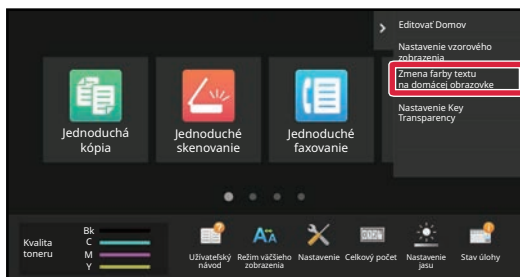 Editovať Domov
Nastavenie vzorového
zobrazenia
Zmena farby textu
na domácej obrazovke
Nastavenie Key
Transparency
Jednoduchá
kópia
Jednoduché
skenovanie
Jednoduché
faxovanie
Kvalita
toneru
Bk
C
M
Y
Užívateľský
návod
Režim väčšieho
zobrazenia
Nastavenie
Celkový počet
Nastavenie
jasu
Stav úlohy